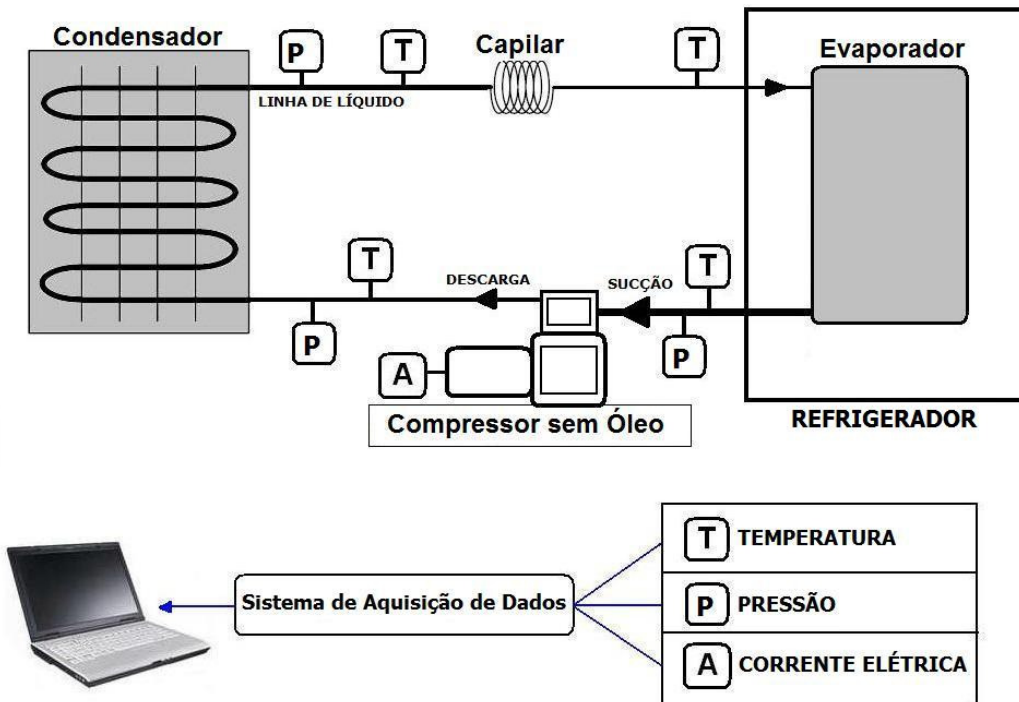 Condensador
P
T
Capilar
T
Evaporador
LINHA DE LÍQUIDO
T
DESCARGA
SUCÇÃO
T
P
P
A
Compressor sem Óleo
REFRIGERADOR
T TEMPERATURA
Sistema de Aquisição de Dados
P PRESSÃO
A CORRENTE ELÉTRICA